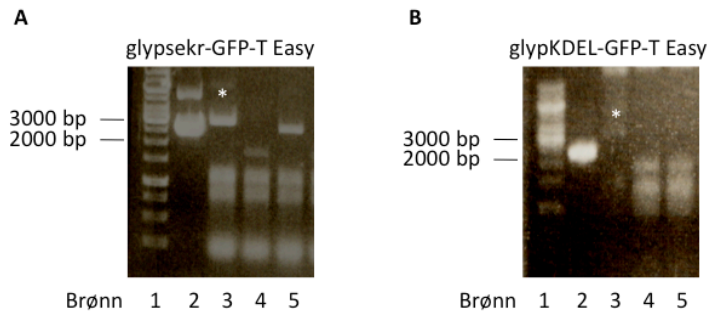 A
glypsekr-GFP-T Easy
3000 bp
2000 bp
*
Brønn 1 2 3 4 5
B
glypKDEL-GFP-T Easy
3000 bp
2000 bp
*
Brønn 1 2 3 4 5